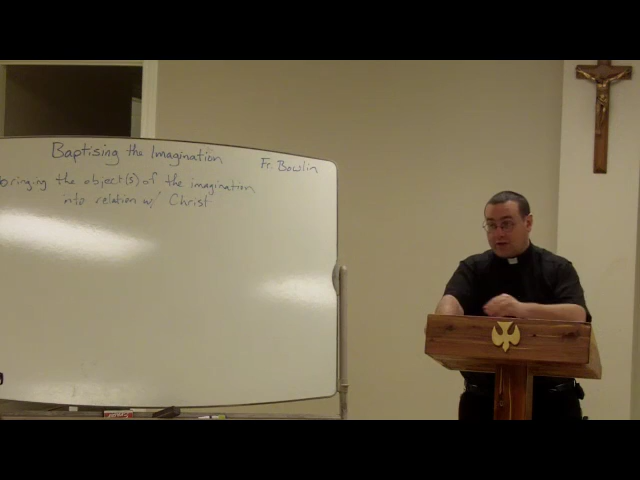 Baptising the Imagination
Fr. Bowlin
bringing the object(s) of the imagination
into relation w/ Christ